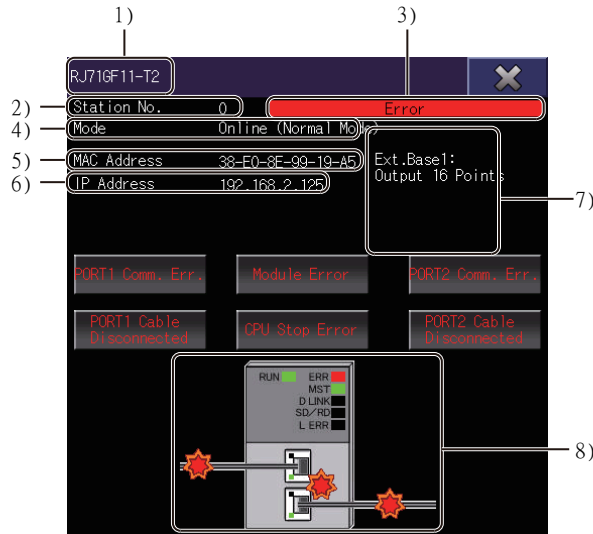 1)
3)
RJ71GF11-T2
2)
Station No. 0
Error
4)
Mode Online (Normal Mode)
5)
MAC Address 38-E0-8E-99-19-A5
6)
IP Address 192.168.2.125
Ext.Base1:
Output 16 Points
7)
PORT1 Comm. Err.
Module Error
PORT2 Comm. Err.
PORT1 Cable
Disconnected
CPU Stop Error
PORT2 Cable
Disconnected
RUN ERR
MST
D LINK
SD/RD
L ERR
8)